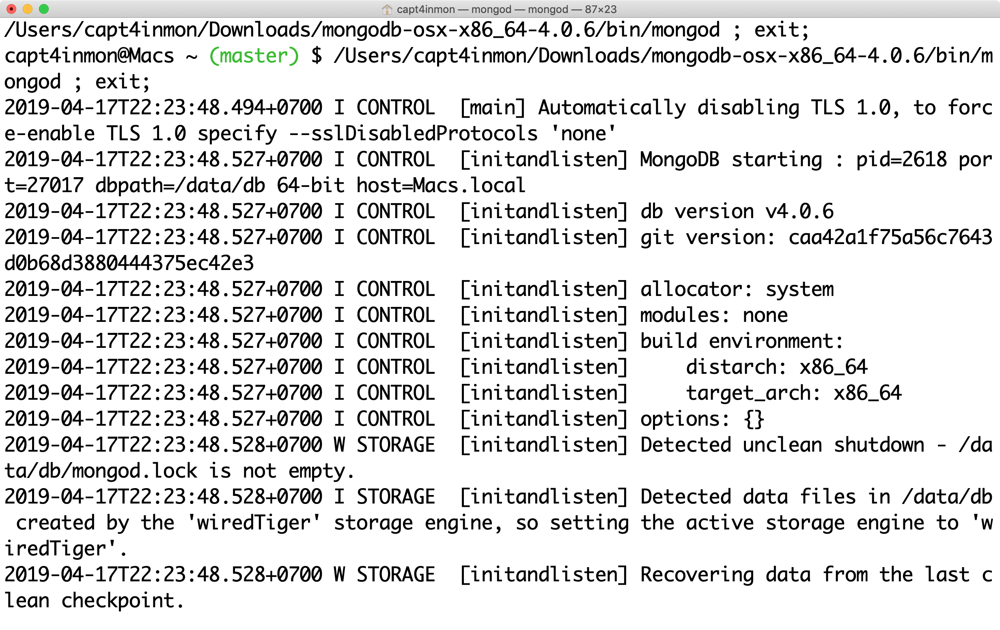 capt4inmon — mongod — mongod — 87×23
/Users/capt4inmon/Downloads/mongodb-osx-x86_64-4.0.6/bin/mongod ; exit;
capt4inmon@Macs ~ (master) $ /Users/capt4inmon/Downloads/mongodb-osx-x86_64-4.0.6/bin/m
ongod ; exit;
2019-04-17T22:23:48.494+0700 I CONTROL  [main] Automatically disabling TLS 1.0, to forc
e-enable TLS 1.0 specify --sslDisabledProtocols 'none'
2019-04-17T22:23:48.527+0700 I CONTROL  [initandlisten] MongoDB starting : pid=2618 por
t=27017 dbpath=/data/db 64-bit host=Macs.local
2019-04-17T22:23:48.527+0700 I CONTROL  [initandlisten] db version v4.0.6
2019-04-17T22:23:48.527+0700 I CONTROL  [initandlisten] git version: caa42a1f75a56c7643
d0b68d3880444375ec42e3
2019-04-17T22:23:48.527+0700 I CONTROL  [initandlisten] allocator: system
2019-04-17T22:23:48.527+0700 I CONTROL  [initandlisten] modules: none
2019-04-17T22:23:48.527+0700 I CONTROL  [initandlisten] build environment:
2019-04-17T22:23:48.527+0700 I CONTROL  [initandlisten]     distarch: x86_64
2019-04-17T22:23:48.527+0700 I CONTROL  [initandlisten]     target_arch: x86_64
2019-04-17T22:23:48.527+0700 I CONTROL  [initandlisten] options: {}
2019-04-17T22:23:48.528+0700 W STORAGE  [initandlisten] Detected unclean shutdown - /da
ta/db/mongod.lock is not empty.
2019-04-17T22:23:48.528+0700 I STORAGE  [initandlisten] Detected data files in /data/db
 created by the 'wiredTiger' storage engine, so setting the active storage engine to 'w
iredTiger'.
2019-04-17T22:23:48.528+0700 W STORAGE  [initandlisten] Recovering data from the last c
lean checkpoint.